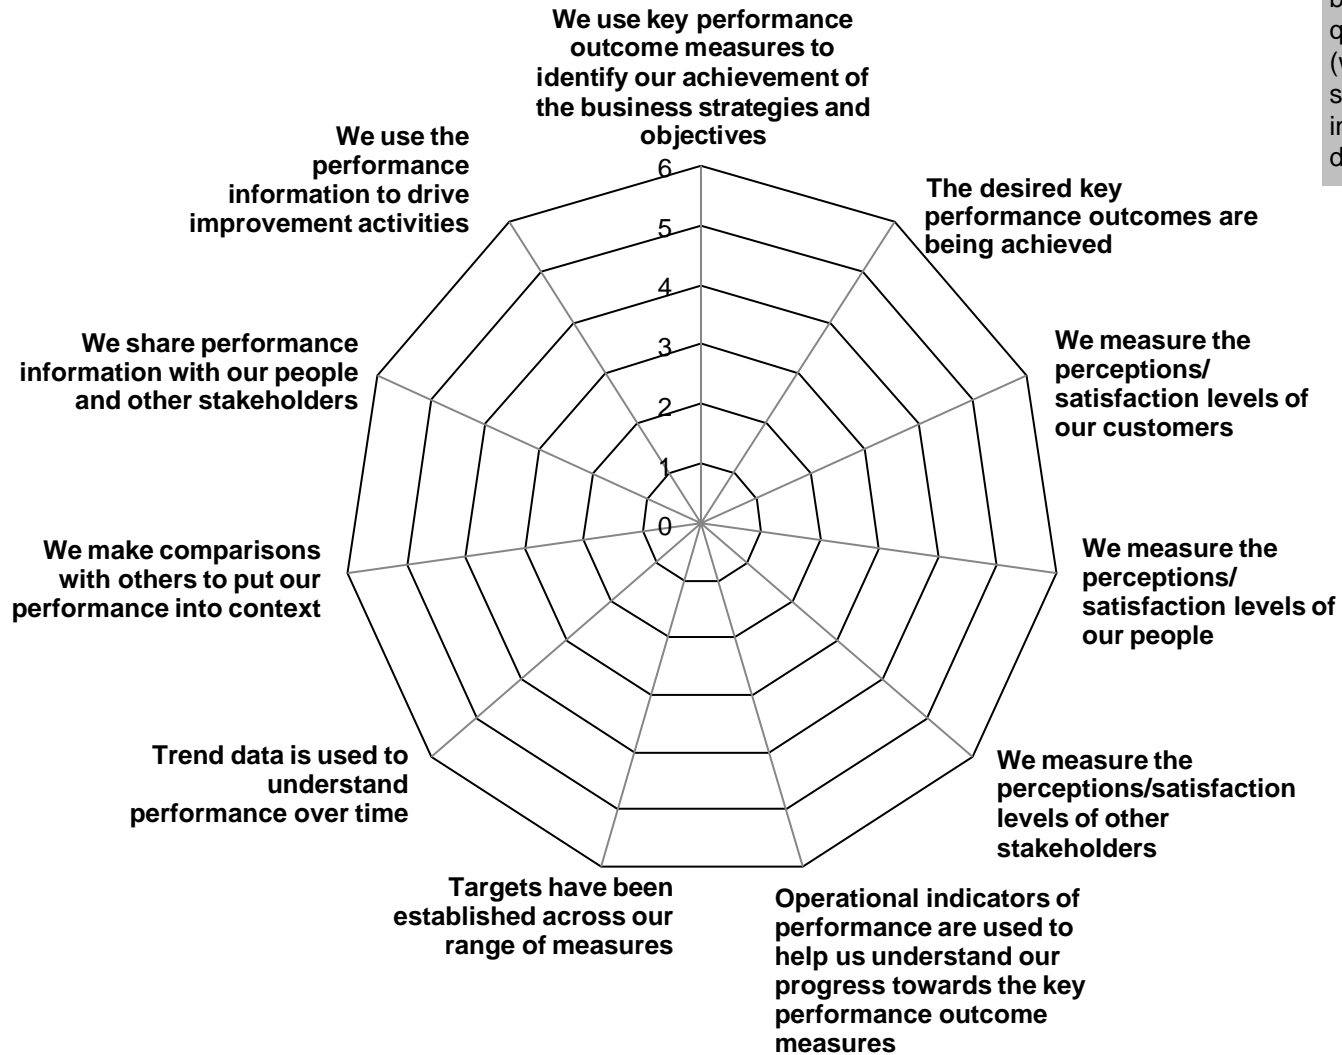 We use key performance
outcome measures to
identify our achievement of
the business strategies and
objectives
The desired key
performance outcomes are
being achieved
We measure the
perceptions/
satisfaction levels of
our customers
We measure the
perceptions/
satisfaction levels of
our people
We measure the
perceptions/satisfaction
levels of other
stakeholders
Operational indicators of
performance are used to
help us understand our
progress towards the key
performance outcome
measures
Targets have been
established across our
range of measures
Trend data is used to
understand
performance over time
We make comparisons
with others to put our
performance into context
We share performance
information with our people
and other stakeholders
We use the
performance
information to drive
improvement activities
6
5
4
3
2
1
0